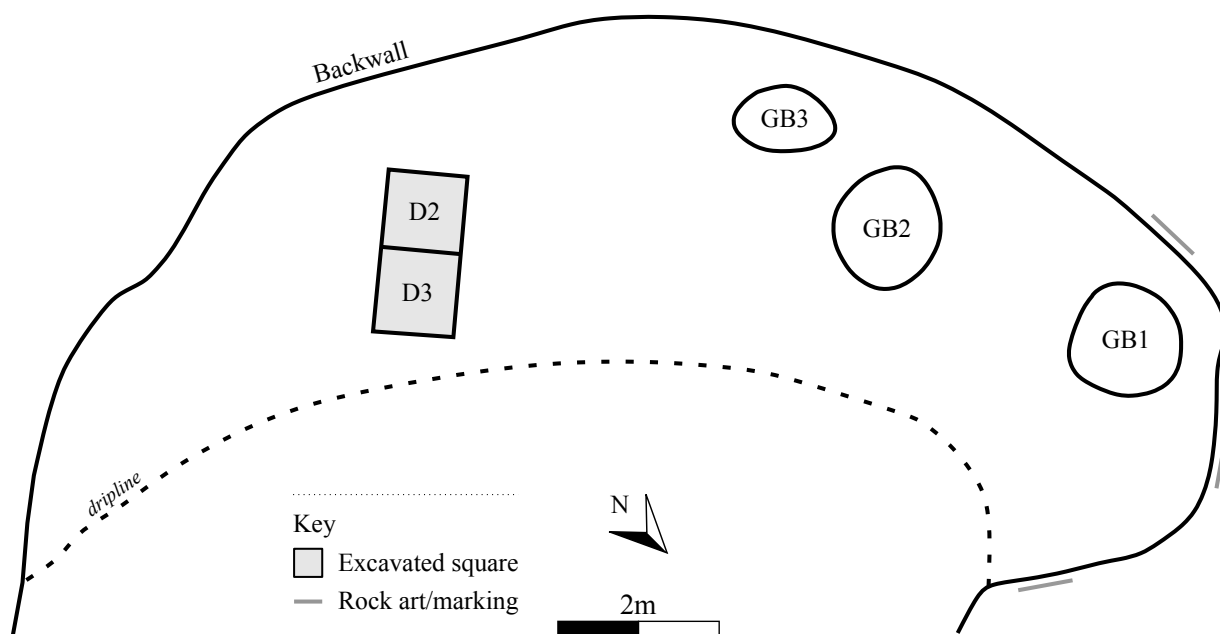 Backwall
GB3
D2
GB2
D3
GB1
dripline
N
Key
Excavated square
Rock art/marking
2m